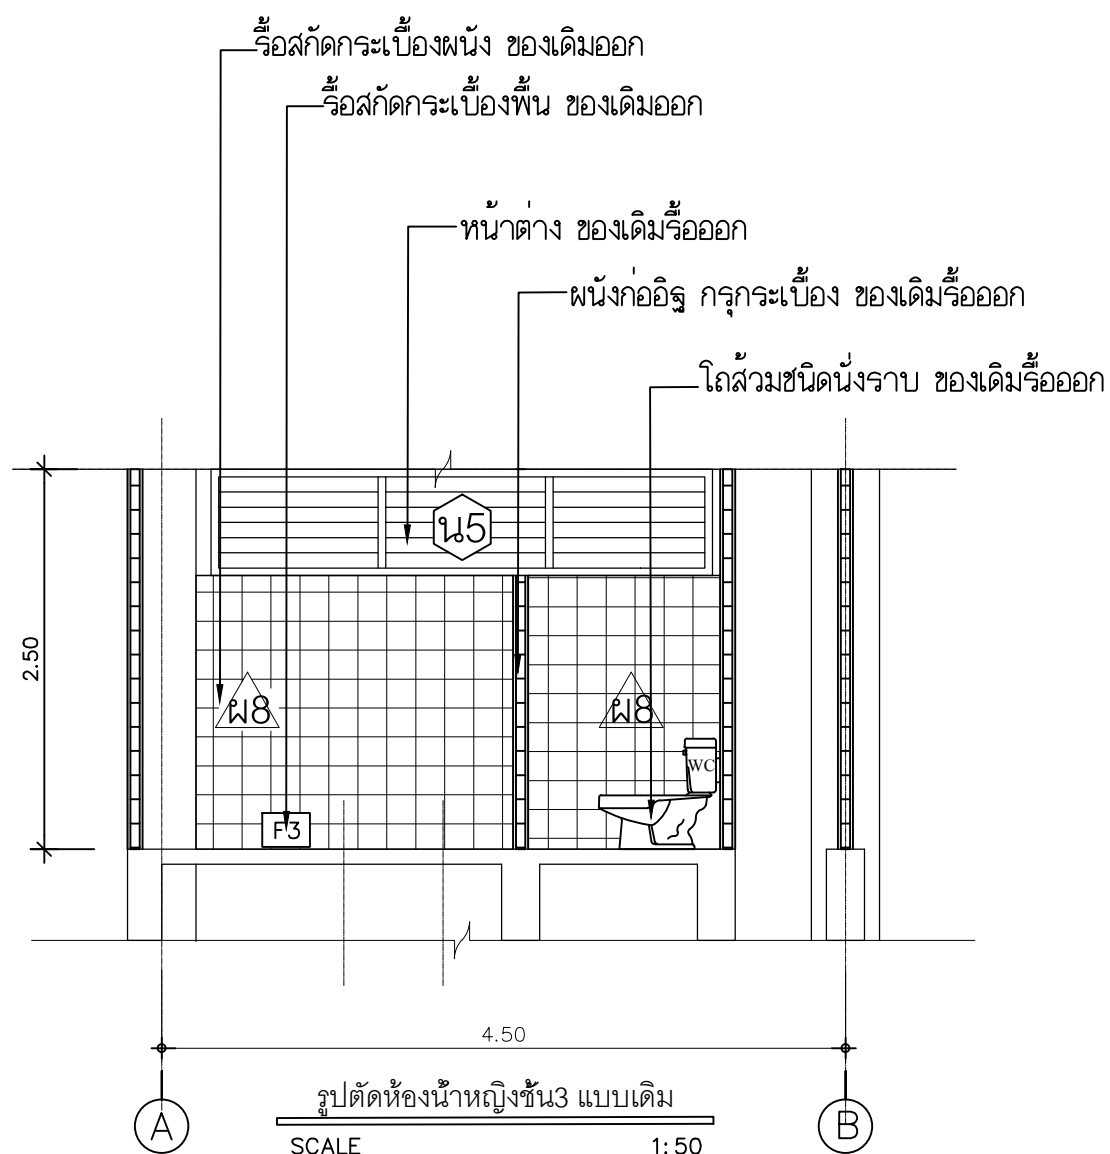 รื้อสกัดกระเบื้องผนัง ของเดิมออก
รื้อสกัดกระเบื้องพื้น ของเดิมออก
หน้าต่าง ของเดิมรื้อออก
ผนังก่ออิฐ กรุกระเบื้อง ของเดิมรื้อออก
โถส้วมชนิดนั่งราบ ของเดิมรื้อออก
น5
2.50
ผ8
ผ8
WC
F3
4.50
รูปตัดห้องน้ำหญิงชั้น3 แบบเดิม
A
B
SCALE 1:50